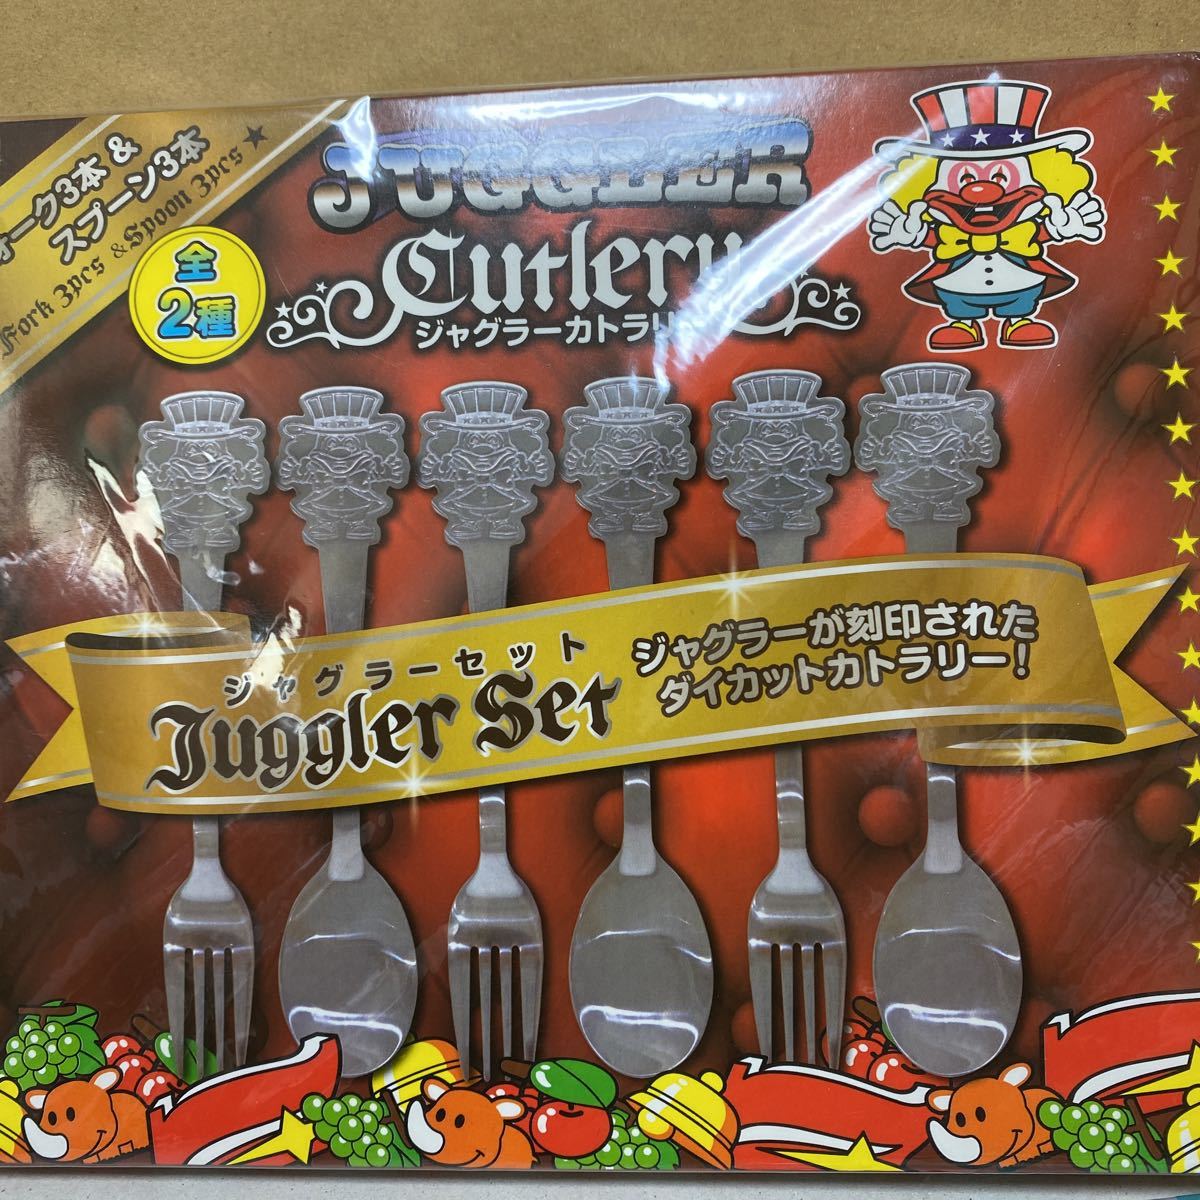 ォーク3本 &
スプーン3本
Fork 3pcs & Spoon 3pcs
全
2種
JUGGLER
Cutlery
ジャグラーカトラリ
ジャグラーセット
Juggler Set
ジャグラーが刻印された
ダイカットカトラリー!